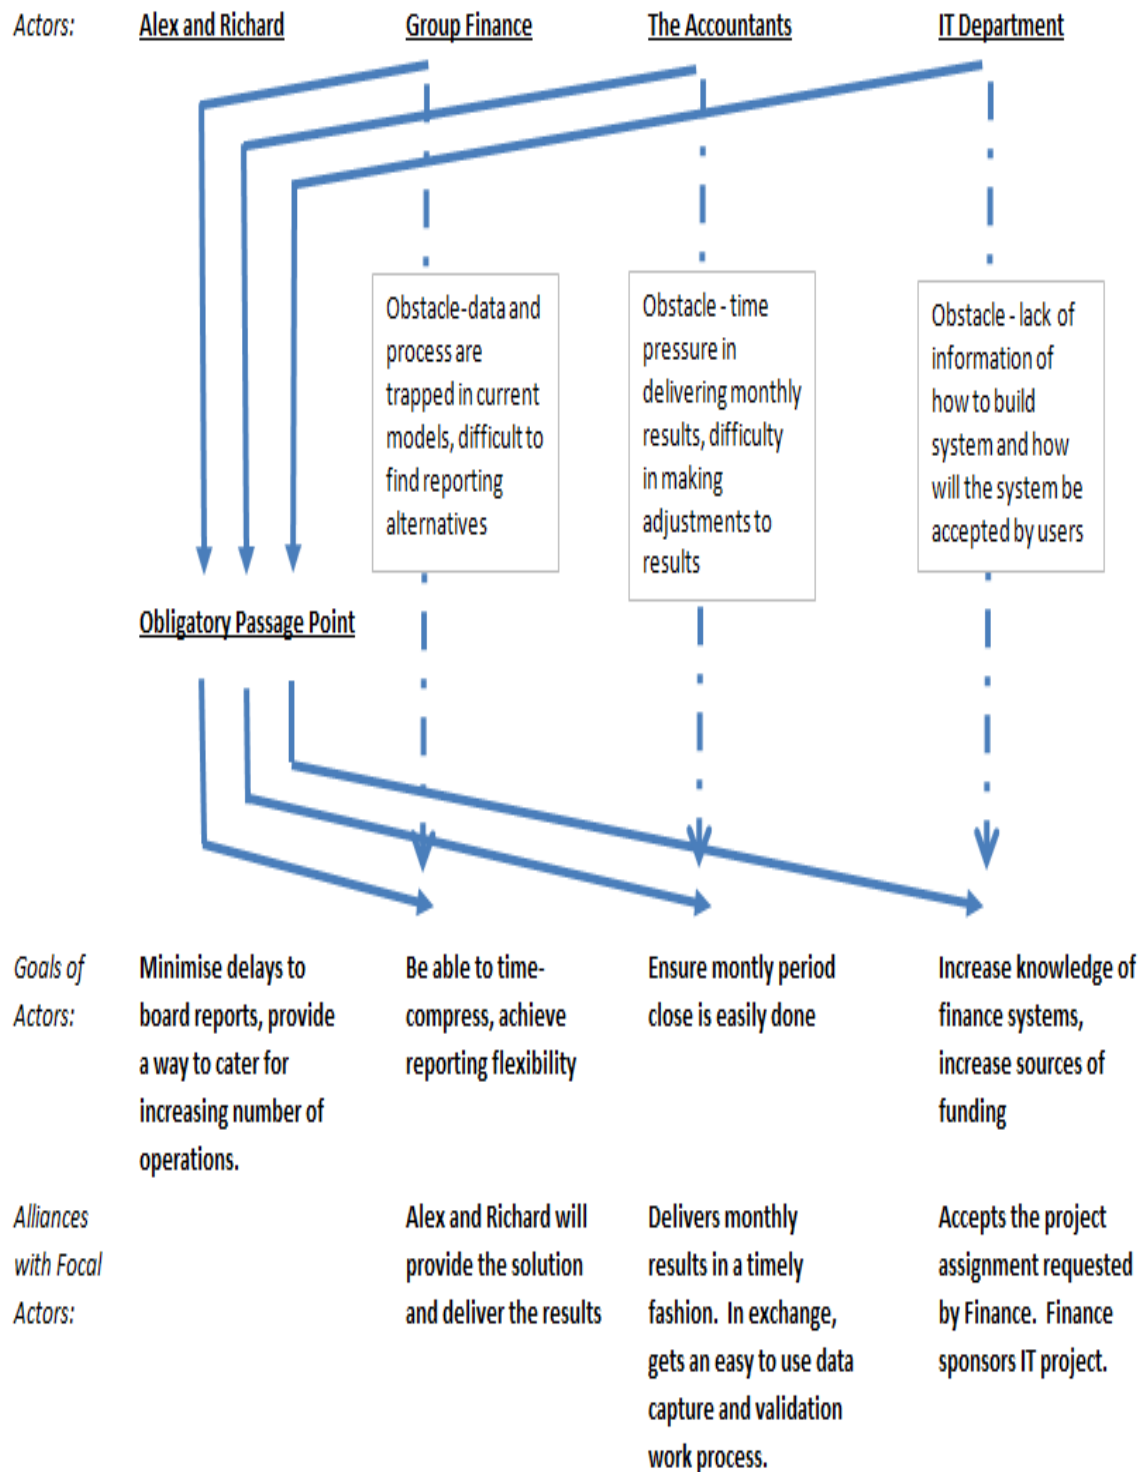 Actors:
Alex and Richard
Group Finance
The Accountants
IT Department
Obstacle-data and
process are
trapped in current
models, difficult to
find reporting
alternatives
Obstacle - time
pressure in
delivering monthly
results, difficulty
in making
adjustments to
results
Obstacle - lack of
information of
how to build
system and how
will the system be
accepted by users
Obligatory Passage Point
Goals of
Actors:
Minimise delays to
board reports, provide
a way to cater for
increasing number of
operations.
Be able to time-
compress, achieve
reporting flexibility
Ensure montly period
close is easily done
Increase knowledge of
finance systems,
increase sources of
funding
Alliances
with Focal
Actors:
Alex and Richard will
provide the solution
and deliver the results
Delivers monthly
results in a timely
fashion. In exchange,
gets an easy to use data
capture and validation
work process.
Accepts the project
assignment requested
by Finance. Finance
sponsors IT project.